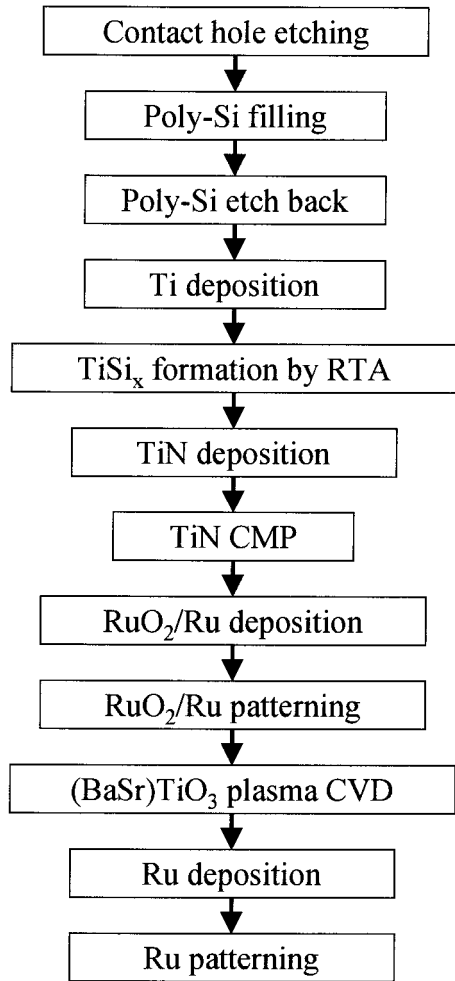 Contact hole etching
Poly-Si filling
Poly-Si etch back
Ti deposition
TiSiₓ formation by RTA
TiN deposition
TiN CMP
RuO₂/Ru deposition
RuO₂/Ru patterning
(BaSr)TiO₃ plasma CVD
Ru deposition
Ru patterning